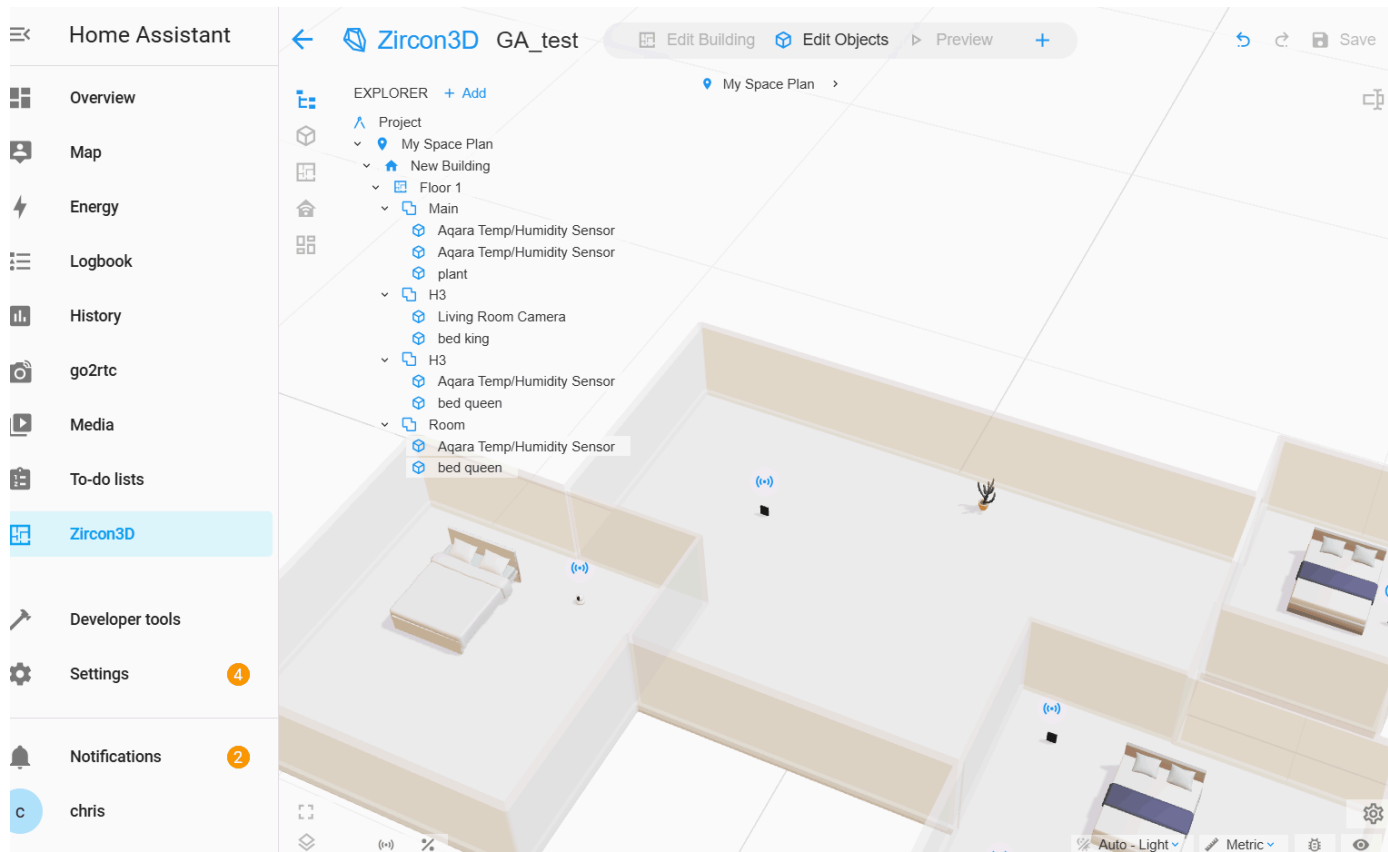 Home Assistant
Overview
Map
Energy
Logbook
History
go2rtc
Media
To-do lists
Zircon3D
Developer tools
Settings 4
Notifications 2
c chris
Zircon3D GA_test Edit Building Edit Objects Preview + Save
EXPLORER + Add
My Space Plan >
Project
My Space Plan
New Building
Floor 1
Main
Aqara Temp/Humidity Sensor
Aqara Temp/Humidity Sensor
plant
H3
Living Room Camera
bed king
H3
Aqara Temp/Humidity Sensor
bed queen
Room
Aqara Temp/Humidity Sensor
bed queen
Auto - Light Metric